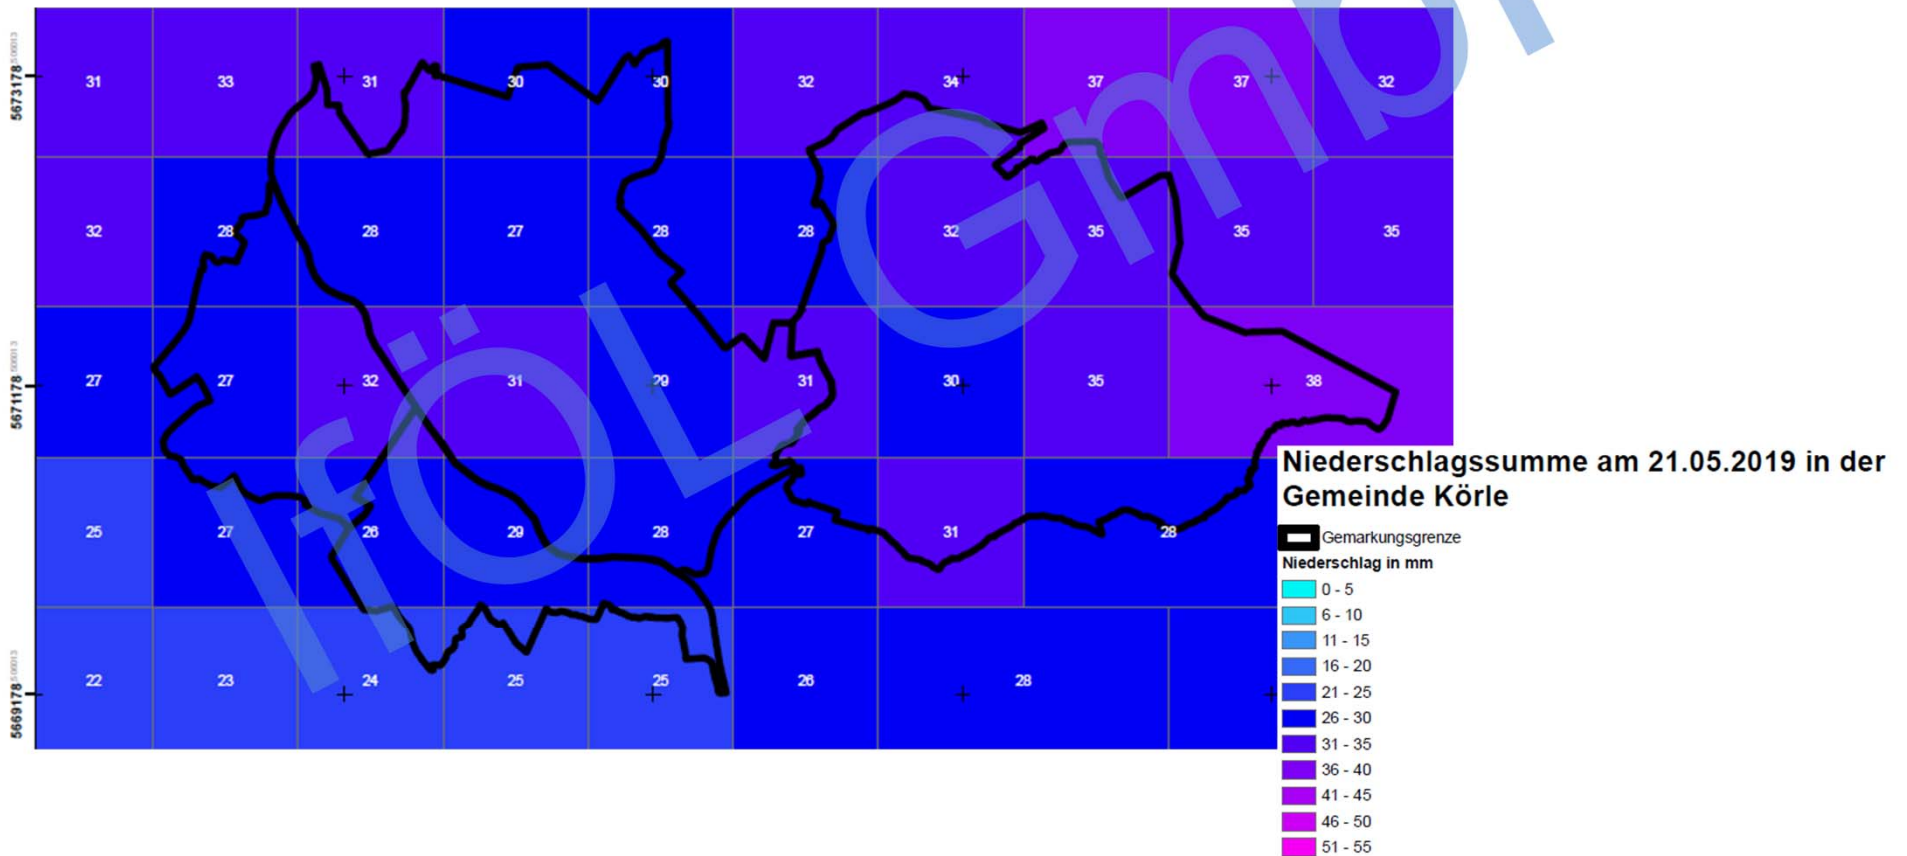 5673178
506013
31 33 31 30 30 32 34 37 37 32
32 28 28 27 28 28 32 35 35 35
5671178
506013
27 27 32 31 29 31 30 35 38
25 27 26 29 28 27 31 28
5669178
506013
22 23 24 25 25 26 28
IfÖL GmbH
Niederschlagssumme am 21.05.2019 in der
Gemeinde Körle
Gemarkungsgrenze
Niederschlag in mm
0 - 5
6 - 10
11 - 15
16 - 20
21 - 25
26 - 30
31 - 35
36 - 40
41 - 45
46 - 50
51 - 55